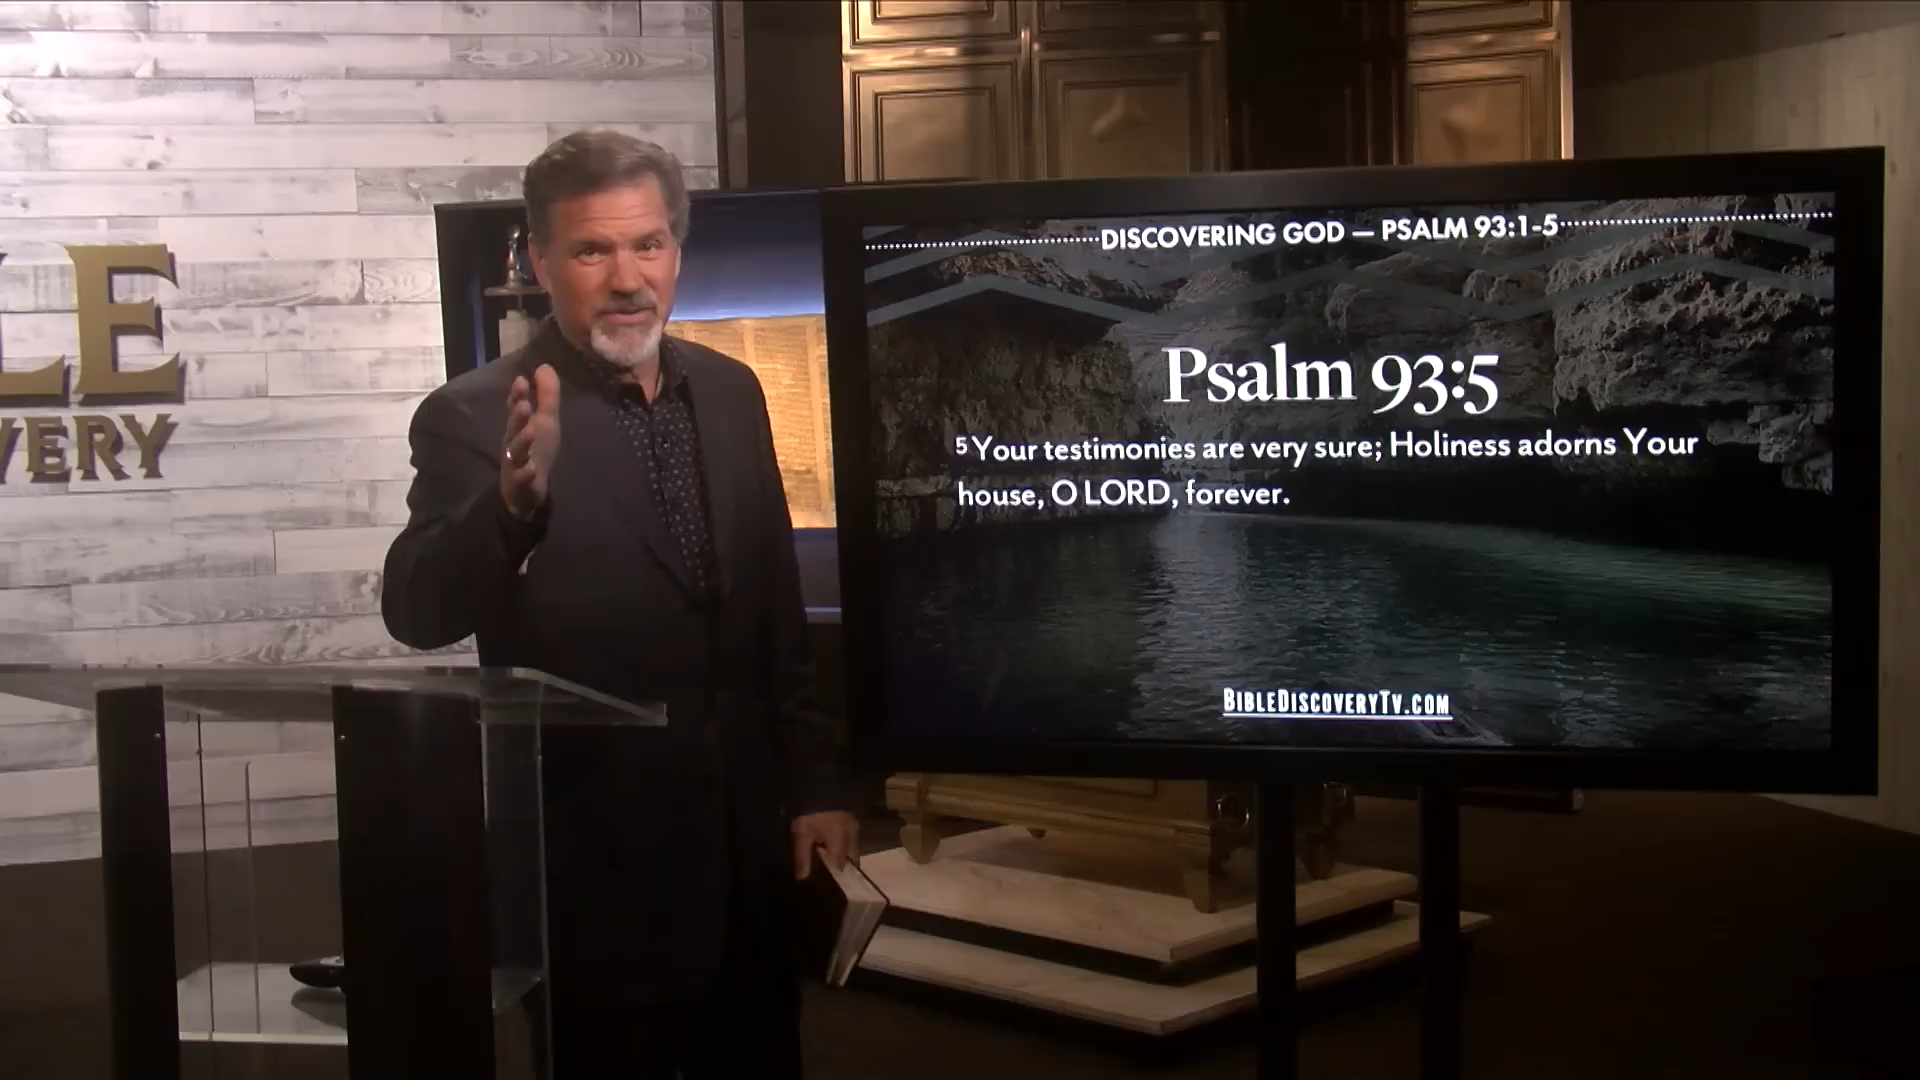 LE
VERY
DISCOVERING GOD — PSALM 93:1-5
Psalm 93:5
5 Your testimonies are very sure; Holiness adorns Your
house, O LORD, forever.
BIBLEDISCOVERYTV.COM